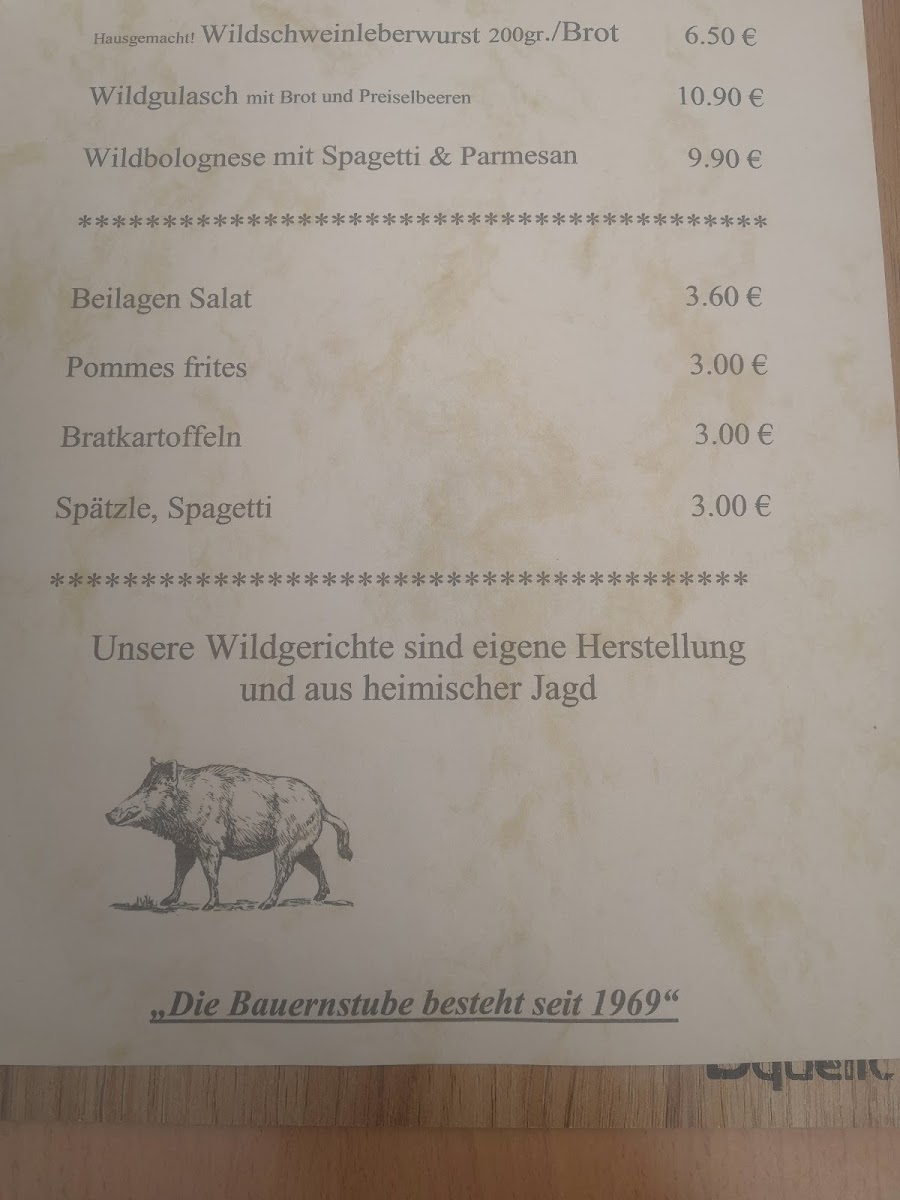 Hausgemacht! Wildschweinleberwurst 200gr./Brot 6.50 €
Wildgulasch mit Brot und Preiselbeeren 10.90 €
Wildbolognese mit Spagetti & Parmesan 9.90 €
*****************************************
Beilagen Salat 3.60 €
Pommes frites 3.00 €
Bratkartoffeln 3.00 €
Spätzle, Spagetti 3.00 €
***************************************
Unsere Wildgerichte sind eigene Herstellung
und aus heimischer Jagd
„Die Bauernstube besteht seit 1969“